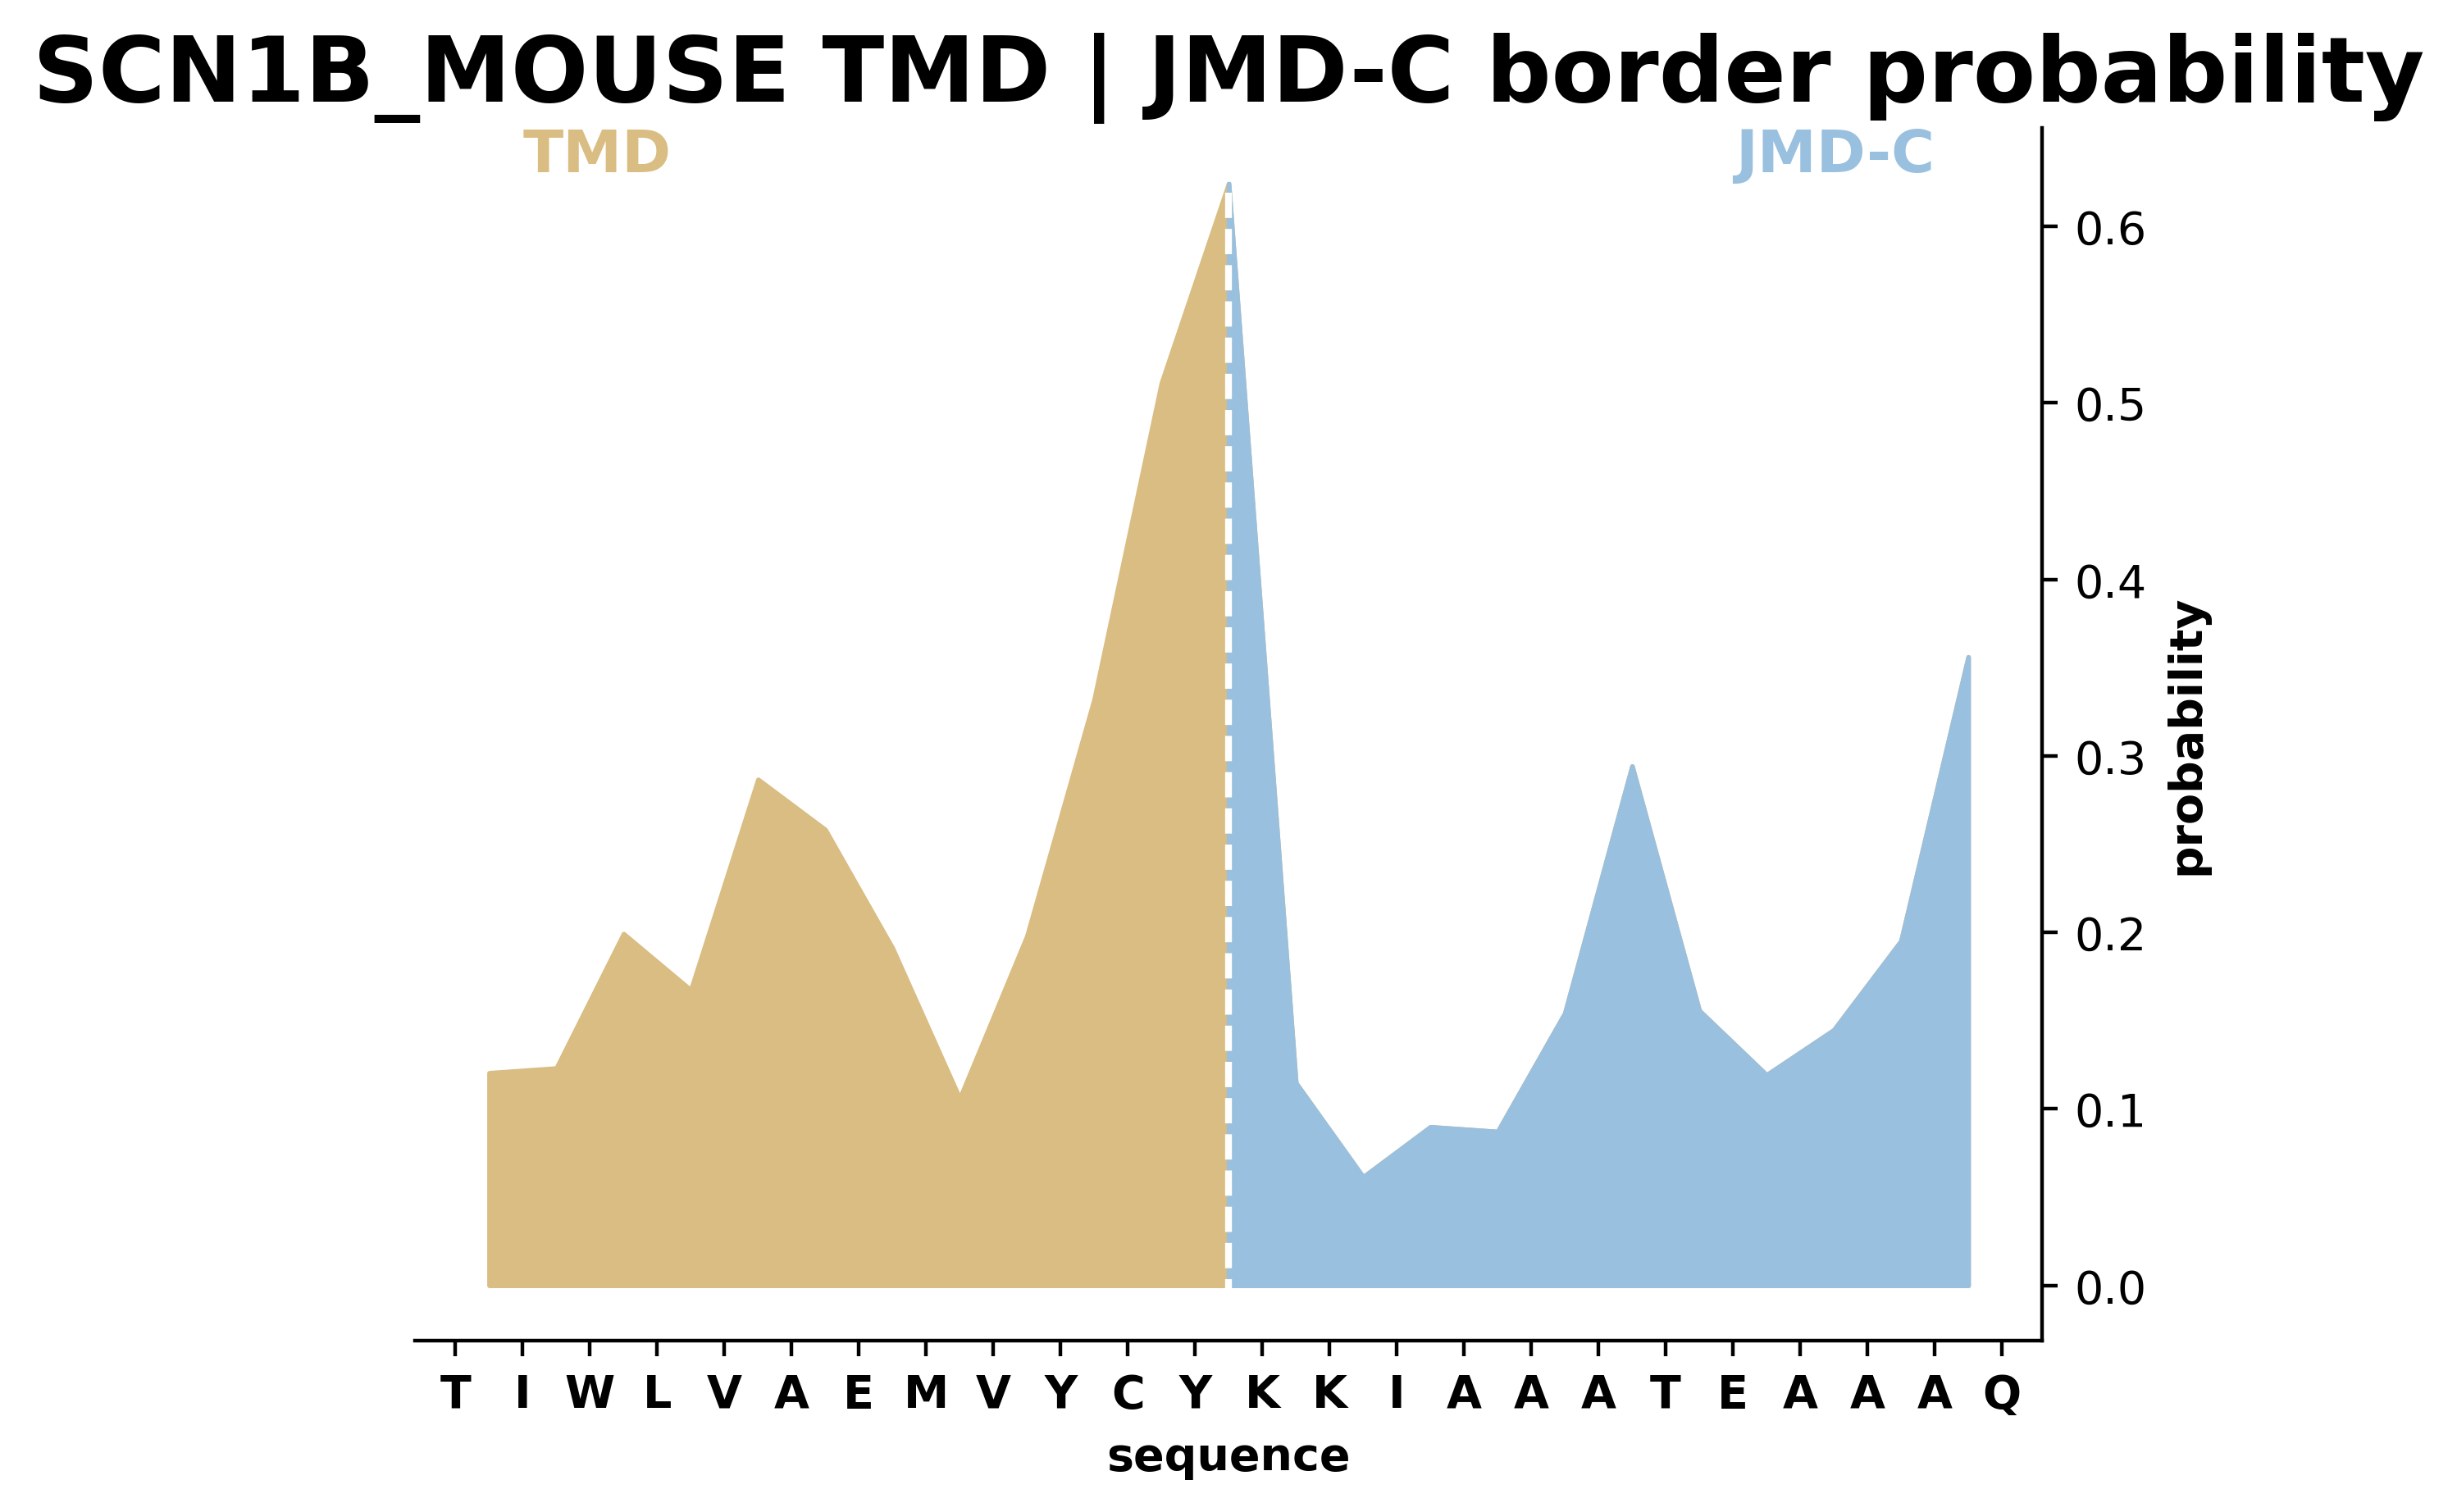 SCN1B_MOUSE TMD | JMD-C border probability
TMD
JMD-C
0.6
0.5
0.4
0.3
0.2
0.1
0.0
probability
T I W L V A E M V Y C Y K K I A A A T E A A A Q
sequence